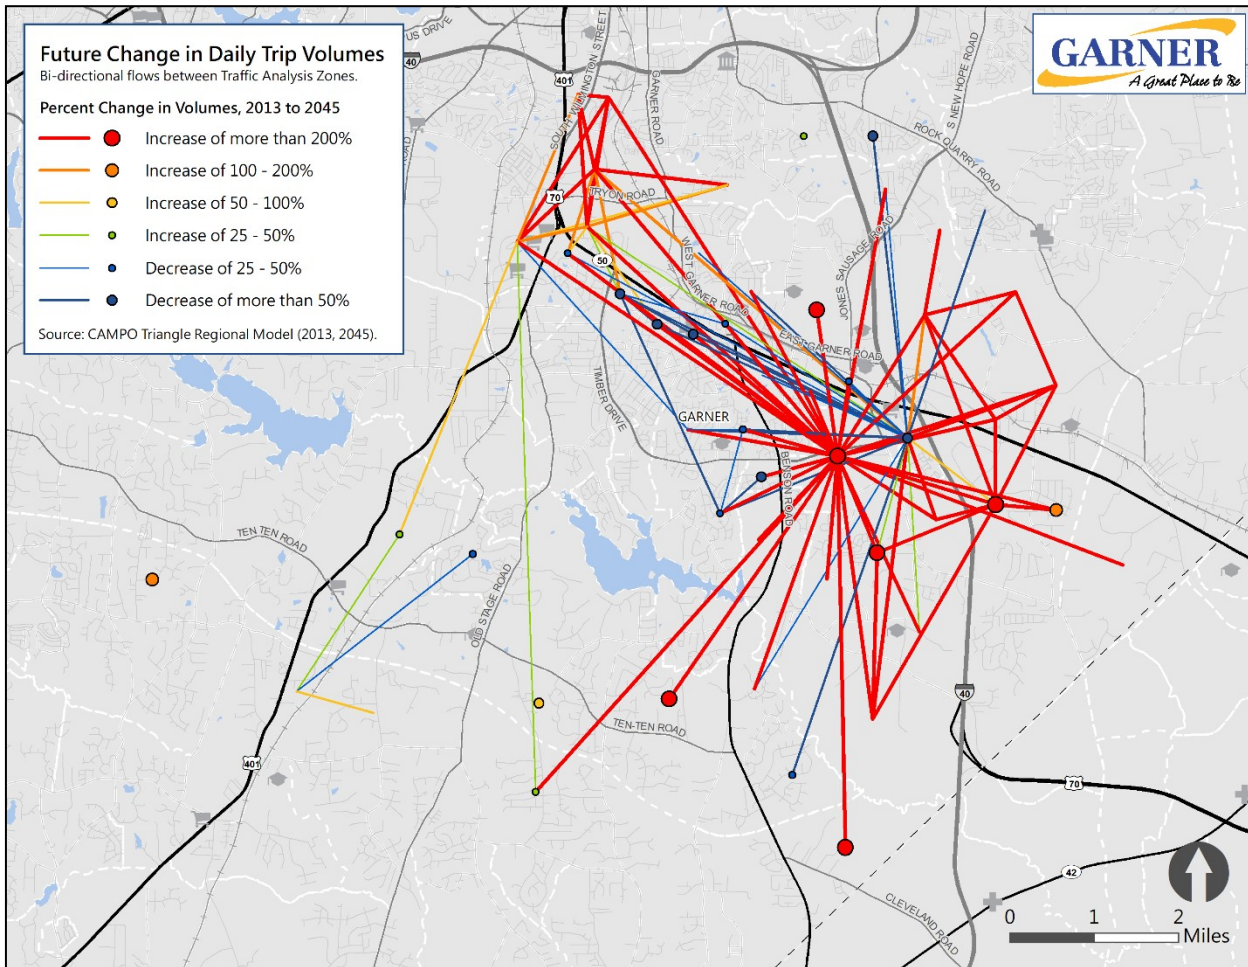 Future Change in Daily Trip Volumes
Bi-directional flows between Traffic Analysis Zones.
Percent Change in Volumes, 2013 to 2045
Increase of more than 200%
Increase of 100 - 200%
Increase of 50 - 100%
Increase of 25 - 50%
Decrease of 25 - 50%
Decrease of more than 50%
Source: CAMPO Triangle Regional Model (2013, 2045).
GARNER
A Great Place to Be
US DRIVE
40
401
SOUTH WILMINGTON STREET
GARNER ROAD
S NEW HOPE ROAD
ROCK QUARRY ROAD
ROAD
70
TRYON ROAD
50
WEST GARNER ROAD
JONES SAUSAGE ROAD
EAST GARNER ROAD
TIMBER DRIVE
GARNER
BENSON ROAD
TEN TEN ROAD
OLD STAGE ROAD
TEN-TEN ROAD
40
401
70
42
CLEVELAND ROAD
0 1 2
Miles